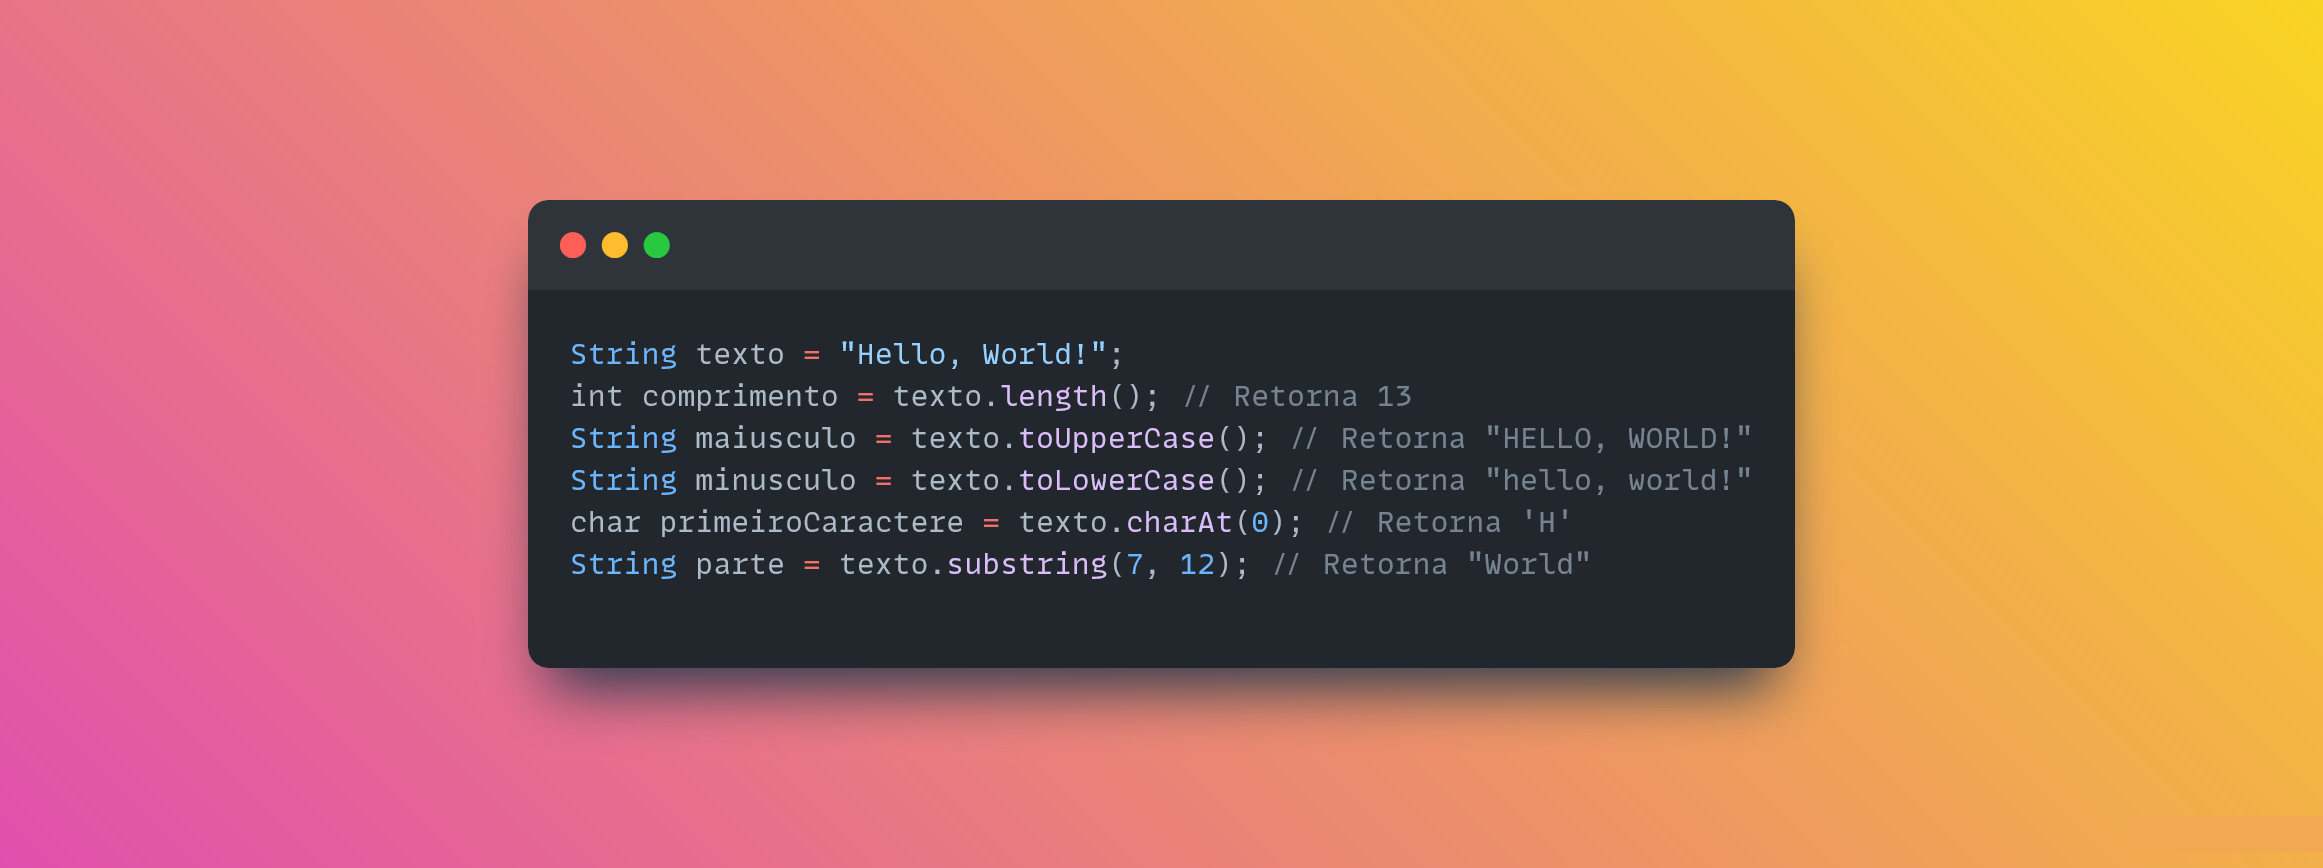 String texto = "Hello, World!";
int comprimento = texto.length(); // Retorna 13
String maiusculo = texto.toUpperCase(); // Retorna "HELLO, WORLD!"
String minusculo = texto.toLowerCase(); // Retorna "hello, world!"
char primeiroCaractere = texto.charAt(0); // Retorna 'H'
String parte = texto.substring(7, 12); // Retorna "World"